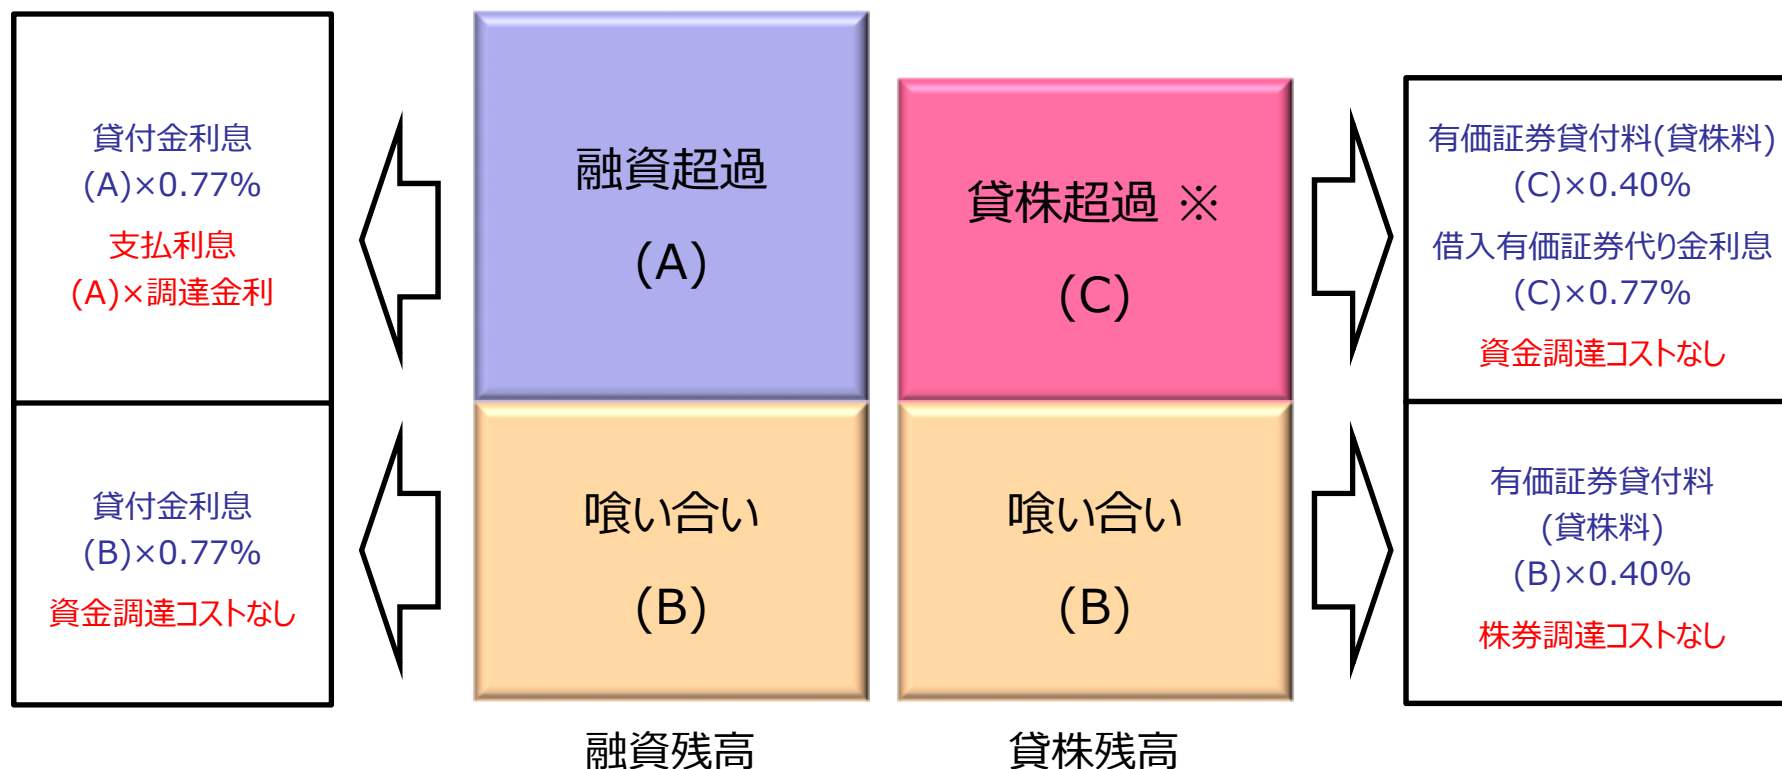 貸付金利息
(A)×0.77%
支払利息
(A)×調達金利
貸付金利息
(B)×0.77%
資金調達コストなし
融資超過
(A)
喰い合い
(B)
融資残高
貸株超過 ※
(C)
喰い合い
(B)
貸株残高
有価証券貸付料(貸株料)
(C)×0.40%
借入有価証券代り金利息
(C)×0.77%
資金調達コストなし
有価証券貸付料
(貸株料)
(B)×0.40%
株券調達コストなし